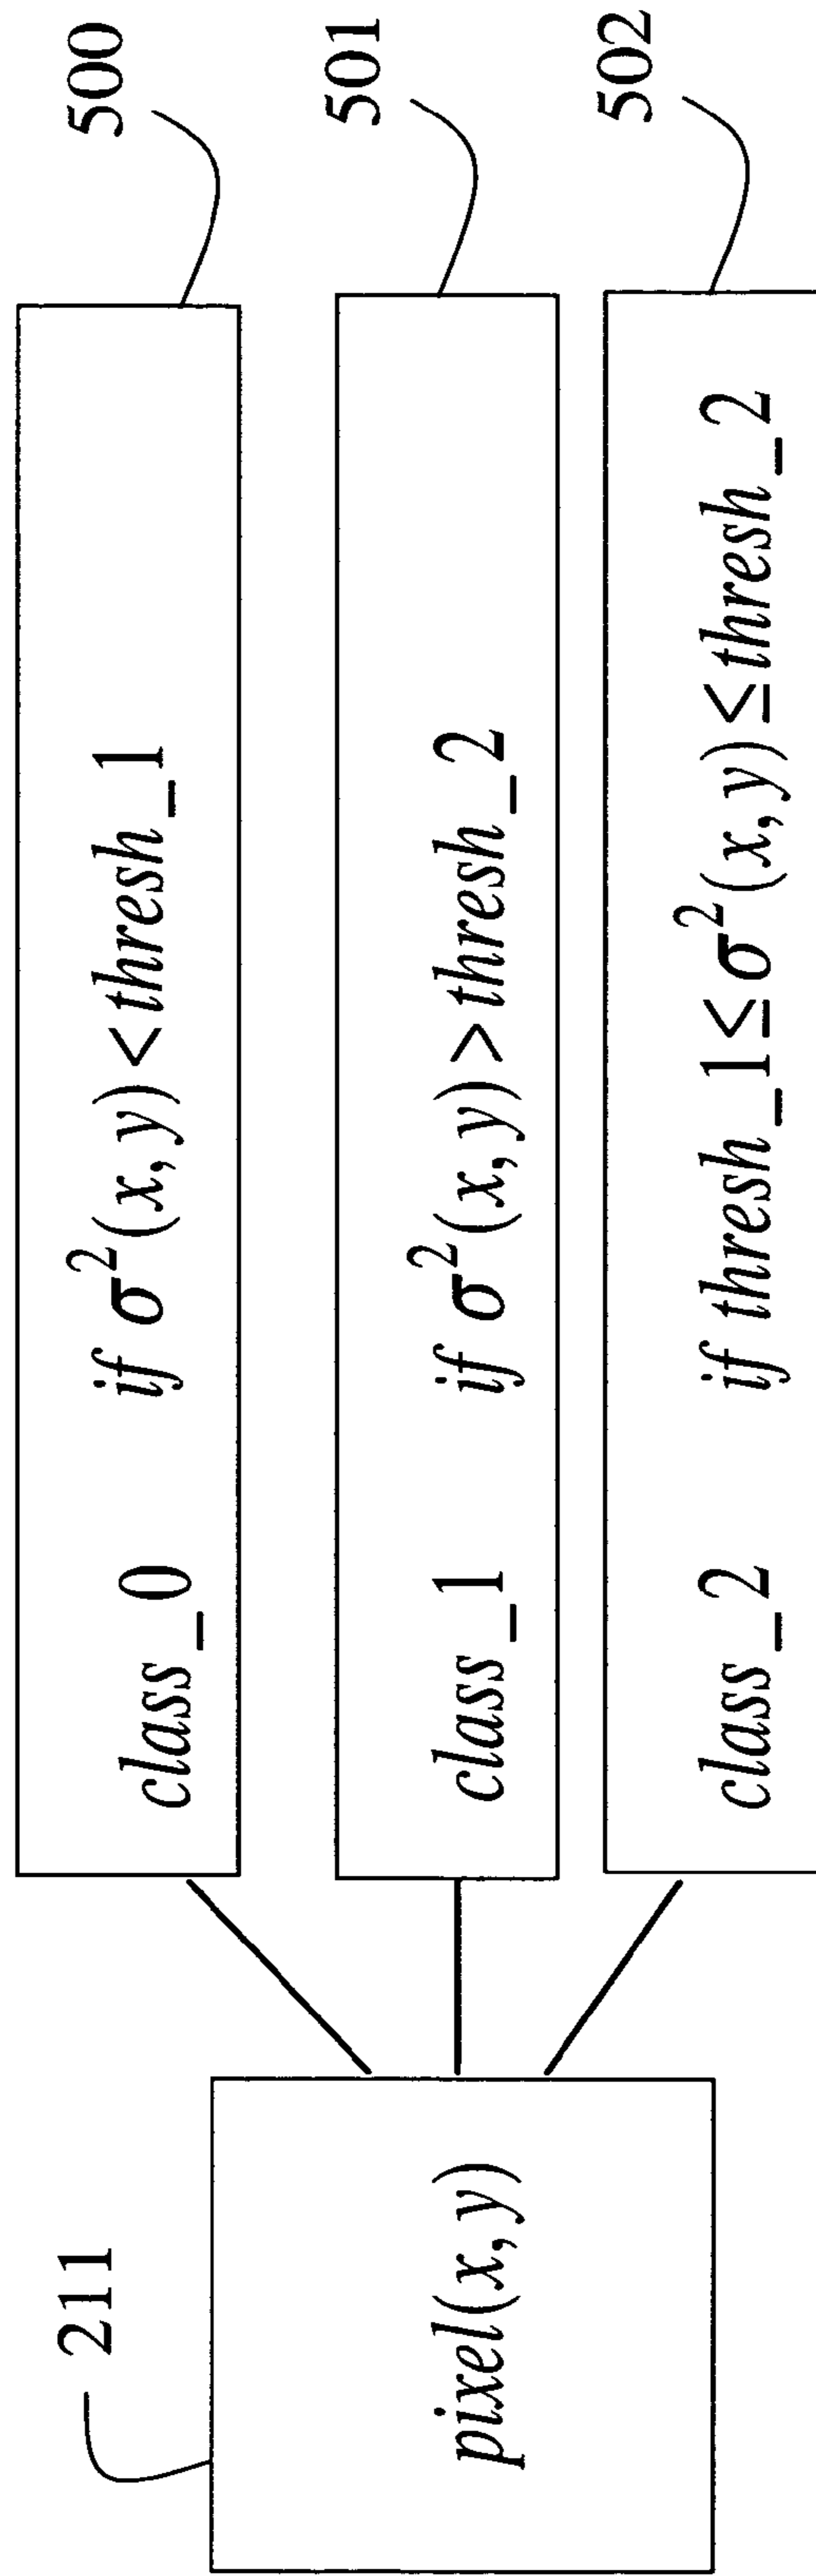 500
class_0 if σ²(x, y) < thresh_1
501
class_1 if σ²(x, y) > thresh_2
502
class_2 if thresh_1 ≤ σ²(x, y) ≤ thresh_2
211
pixel(x, y)